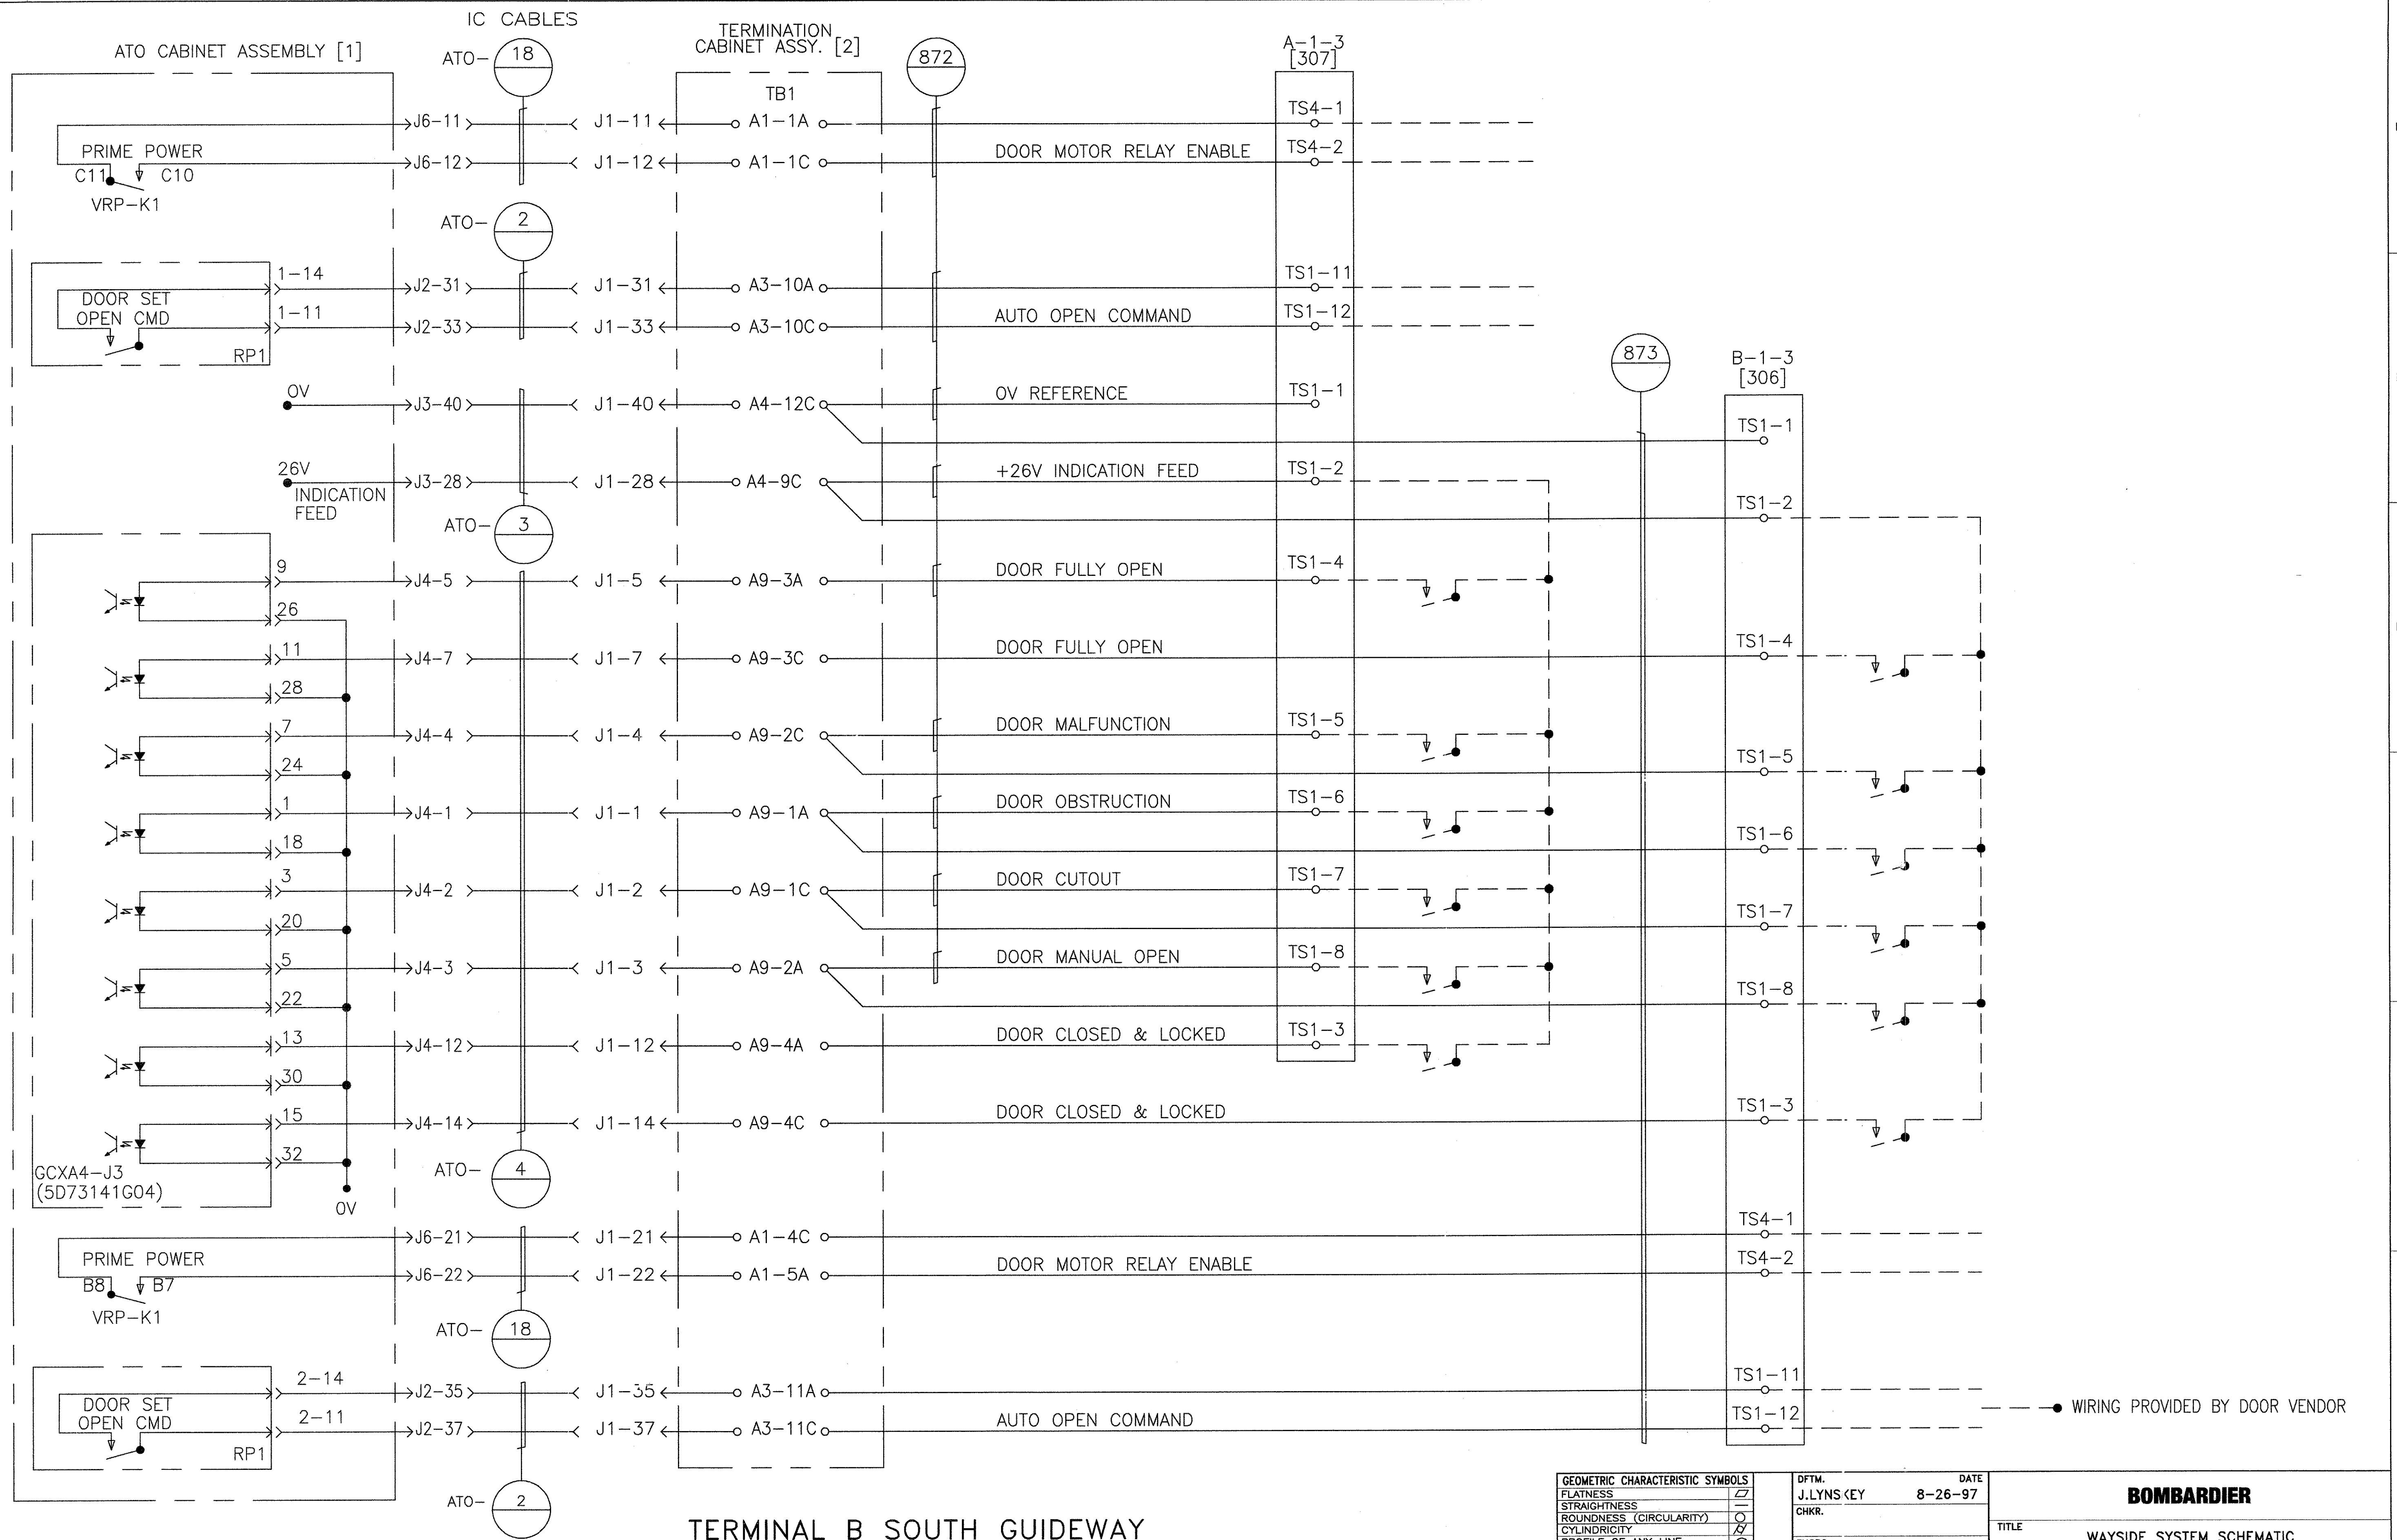 IC CABLES
ATO CABINET ASSEMBLY [1]
ATO- 18
TERMINATION
CABINET ASSY. [2]
872
A-1-3
[307]
TB1
J6-11 J1-11 A1-1A TS4-1
PRIME POWER
J6-12 J1-12 A1-1C DOOR MOTOR RELAY ENABLE TS4-2
C11 C10
VRP-K1
ATO- 2
1-14 J2-31 J1-31 A3-10A TS1-11
DOOR SET
OPEN CMD
1-11 J2-33 J1-33 A3-10C AUTO OPEN COMMAND TS1-12
RP1
873
B-1-3
[306]
0V J3-40 J1-40 A4-12C 0V REFERENCE TS1-1
TS1-1
26V J3-28 J1-28 A4-9C +26V INDICATION FEED TS1-2
INDICATION
FEED
TS1-2
ATO- 3
9 J4-5 J1-5 A9-3A DOOR FULLY OPEN TS1-4
26
11 J4-7 J1-7 A9-3C DOOR FULLY OPEN TS1-4
28
7 J4-4 J1-4 A9-2C DOOR MALFUNCTION TS1-5
24 TS1-5
1 J4-1 J1-1 A9-1A DOOR OBSTRUCTION TS1-6
18 TS1-6
3 J4-2 J1-2 A9-1C DOOR CUTOUT TS1-7
20 TS1-7
5 J4-3 J1-3 A9-2A DOOR MANUAL OPEN TS1-8
22 TS1-8
13 J4-12 J1-12 A9-4A DOOR CLOSED & LOCKED TS1-3
30
15 J4-14 J1-14 A9-4C DOOR CLOSED & LOCKED TS1-3
32
GCXA4-J3
(5D73141G04)
0V
ATO- 4
J6-21 J1-21 A1-4C TS4-1
PRIME POWER
J6-22 J1-22 A1-5A DOOR MOTOR RELAY ENABLE TS4-2
B8 B7
VRP-K1
ATO- 18
2-14 J2-35 J1-35 A3-11A TS1-11
DOOR SET
OPEN CMD
2-11 J2-37 J1-37 A3-11C AUTO OPEN COMMAND TS1-12
RP1
WIRING PROVIDED BY DOOR VENDOR
ATO- 2
TERMINAL B SOUTH GUIDEWAY
GEOMETRIC CHARACTERISTIC SYMBOLS
FLATNESS
STRAIGHTNESS
ROUNDNESS (CIRCULARITY)
CYLINDRICITY
DFTM. DATE
J.LYNSKEY 8-26-97
CHKR.
BOMBARDIER
TITLE
WAYSIDE SYSTEM SCHEMATIC